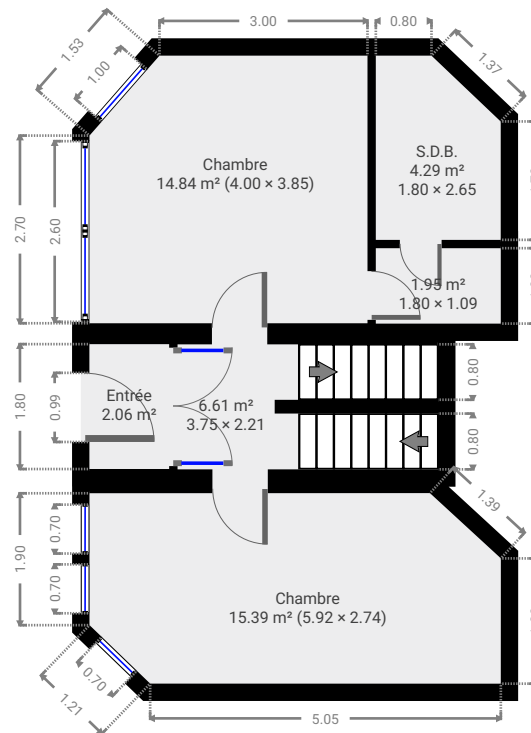 3.00
0.80
1.53
1.00
1.37
Chambre
14.84 m² (4.00 × 3.85)
S.D.B.
4.29 m²
1.80 × 2.65
2.70
2.60
1.95 m²
1.80 × 1.09
1.80
0.99
Entrée
2.06 m²
6.61 m²
3.75 × 2.21
0.80
0.80
1.39
1.90
0.70
0.70
Chambre
15.39 m² (5.92 × 2.74)
0.70
1.21
5.05